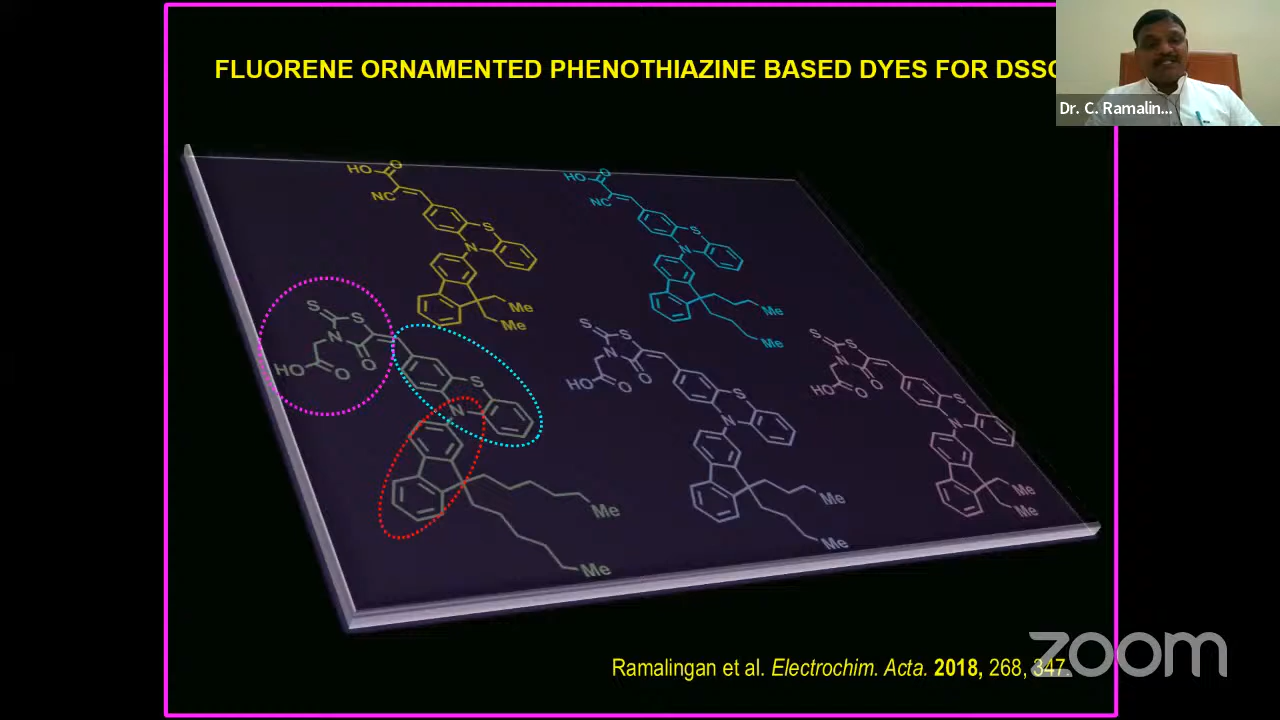 FLUORENE ORNAMENTED PHENOTHIAZINE BASED DYES FOR DSSC
Dr. C. Ramalin...
HO O
NC
S
N
Me
Me
HO O
NC
S
N
Me
Me
S S
N
HO O O
S
N
Me
Me
S S
N
HO O O
S
N
Me
Me
S S
N
HO O O
S
N
Me
Me
Ramalingan et al. Electrochim. Acta. 2018, 268, 347.
zoom